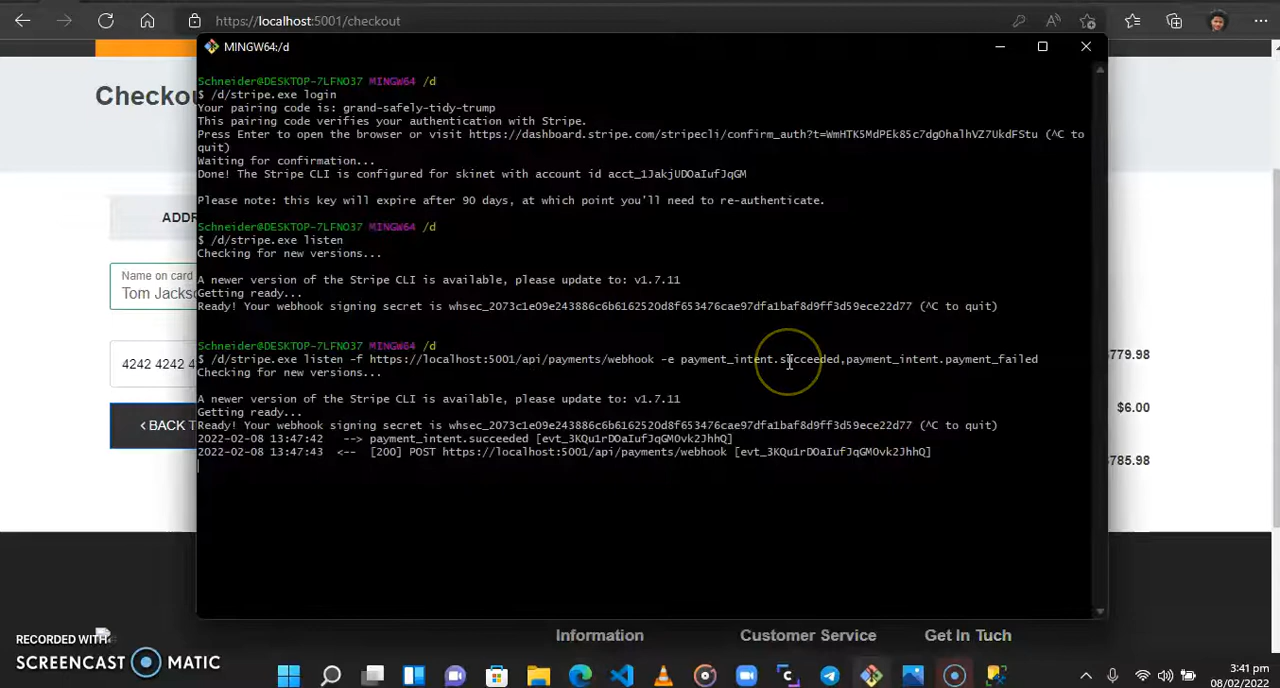 https://localhost:5001/checkout
MINGW64:/d
Schneider@DESKTOP-7LFNO37 MINGW64 /d
$ /d/stripe.exe login
Your pairing code is: grand-safely-tidy-trump
This pairing code verifies your authentication with Stripe.
Press Enter to open the browser or visit https://dashboard.stripe.com/stripecli/confirm_auth?t=WmHTK5MdPEk85c7dgOhalhVZ7UkdFStu (^C to
quit)
Waiting for confirmation...
Done! The Stripe CLI is configured for skinet with account id acct_1JakjUDOaIufJqGM
Please note: this key will expire after 90 days, at which point you'll need to re-authenticate.
Schneider@DESKTOP-7LFNO37 MINGW64 /d
$ /d/stripe.exe listen
Checking for new versions...
A newer version of the Stripe CLI is available, please update to: v1.7.11
Getting ready...
Ready! Your webhook signing secret is whsec_2073c1e09e243886c6b6162520d8f653476cae97dfa1baf8d9ff3d59ece22d77 (^C to quit)
Schneider@DESKTOP-7LFNO37 MINGW64 /d
$ /d/stripe.exe listen -f https://localhost:5001/api/payments/webhook -e payment_intent.succeeded,payment_intent.payment_failed
Checking for new versions...
A newer version of the Stripe CLI is available, please update to: v1.7.11
Getting ready...
Ready! Your webhook signing secret is whsec_2073c1e09e243886c6b6162520d8f653476cae97dfa1baf8d9ff3d59ece22d77 (^C to quit)
2022-02-08 13:47:42 --> payment_intent.succeeded [evt_3KQu1rDOaIufJqGM0vk2JhhQ]
2022-02-08 13:47:43 <-- [200] POST https://localhost:5001/api/payments/webhook [evt_3KQu1rDOaIufJqGM0vk2JhhQ]
Checkou
ADDR
Name on card
Tom Jacks
4242 4242 4
‹ BACK T
$779.98
$6.00
$785.98
Information
Customer Service
Get In Tuch
RECORDED WITH
SCREENCAST MATIC
3:41 pm
08/02/2022